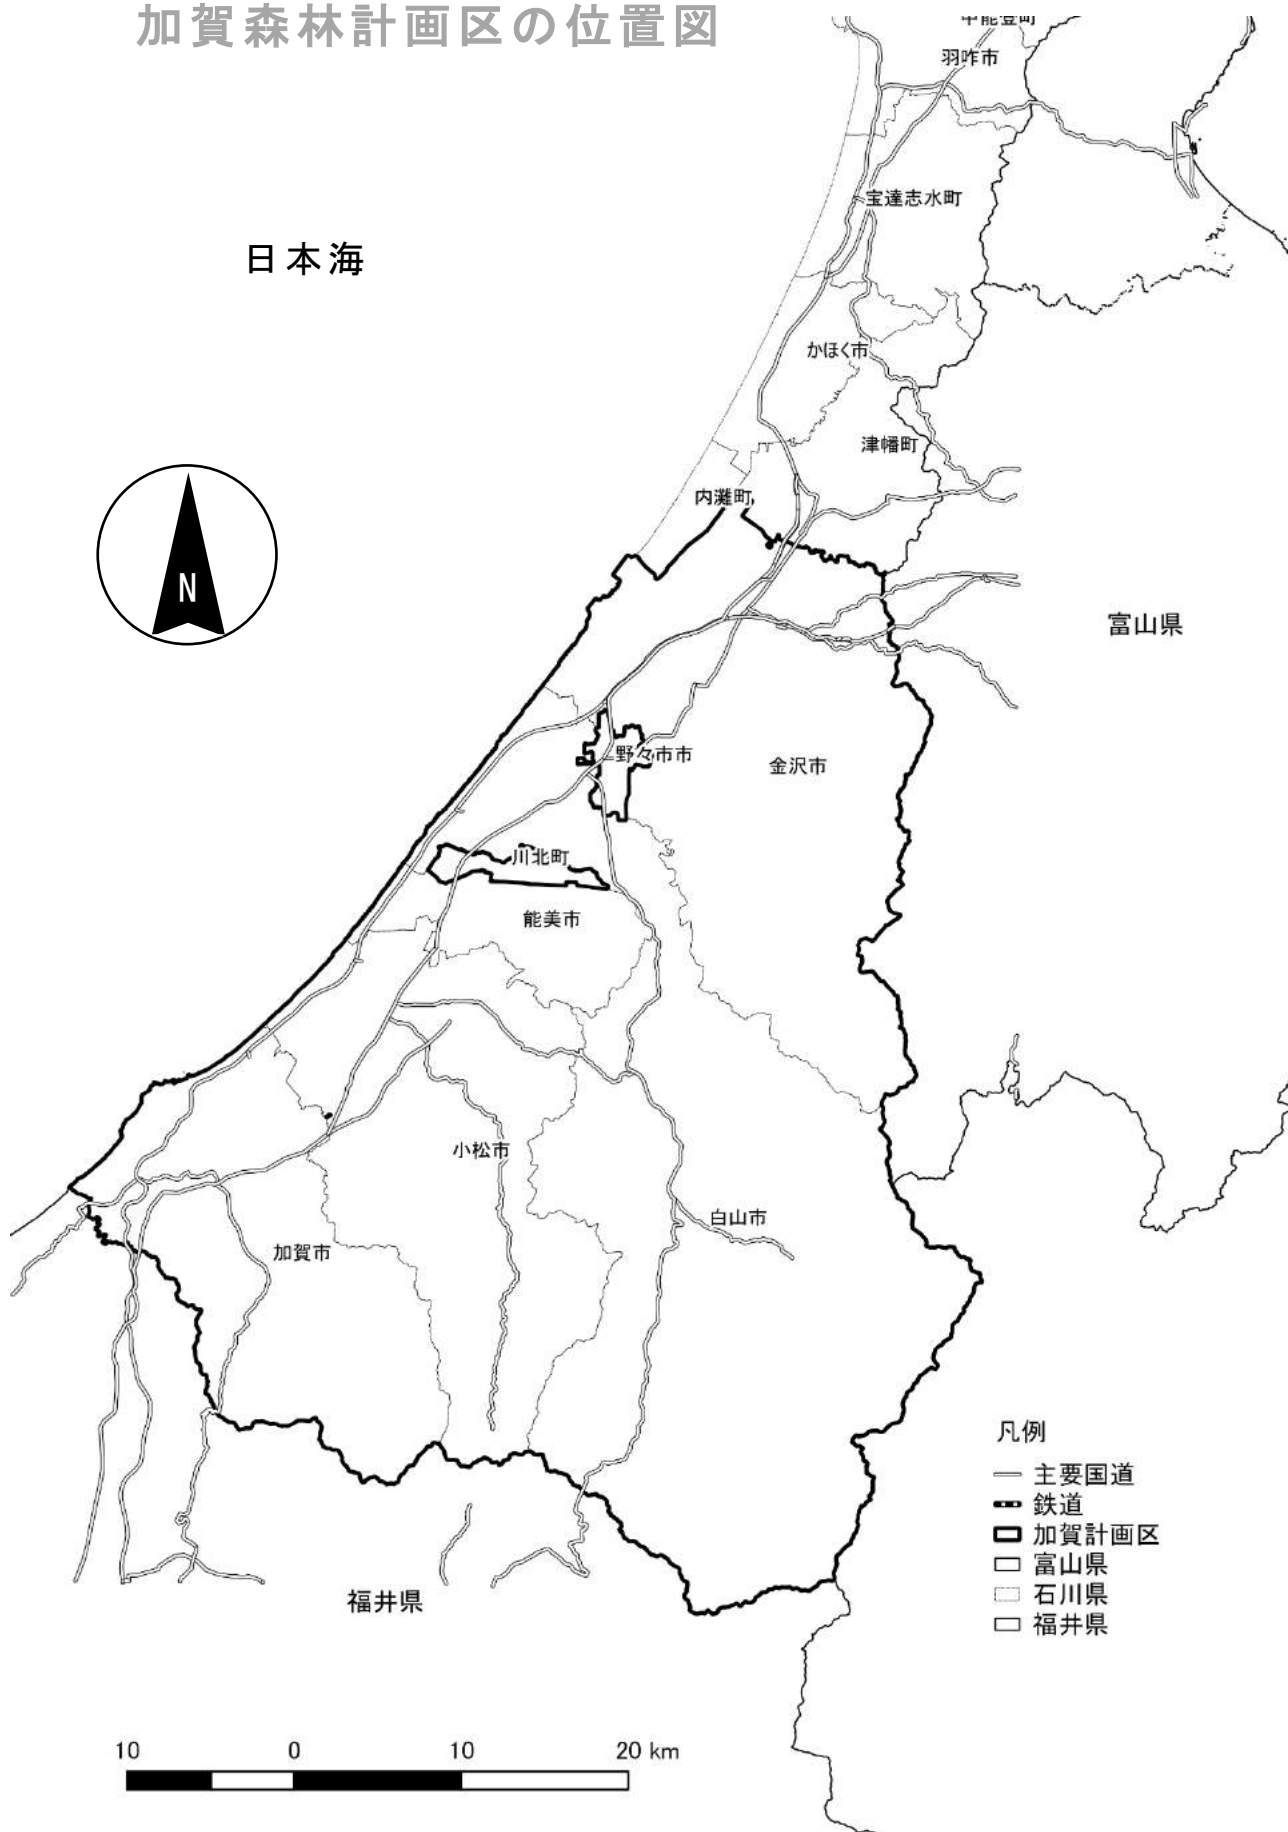 加賀森林計画区の位置図
中能登町
羽咋市
宝達志水町
日本海
かほく市
津幡町
内灘町
N
富山県
野々市市
金沢市
川北町
能美市
小松市
白山市
加賀市
福井県
凡例
主要国道
鉄道
加賀計画区
富山県
石川県
福井県
10 0 10 20 km